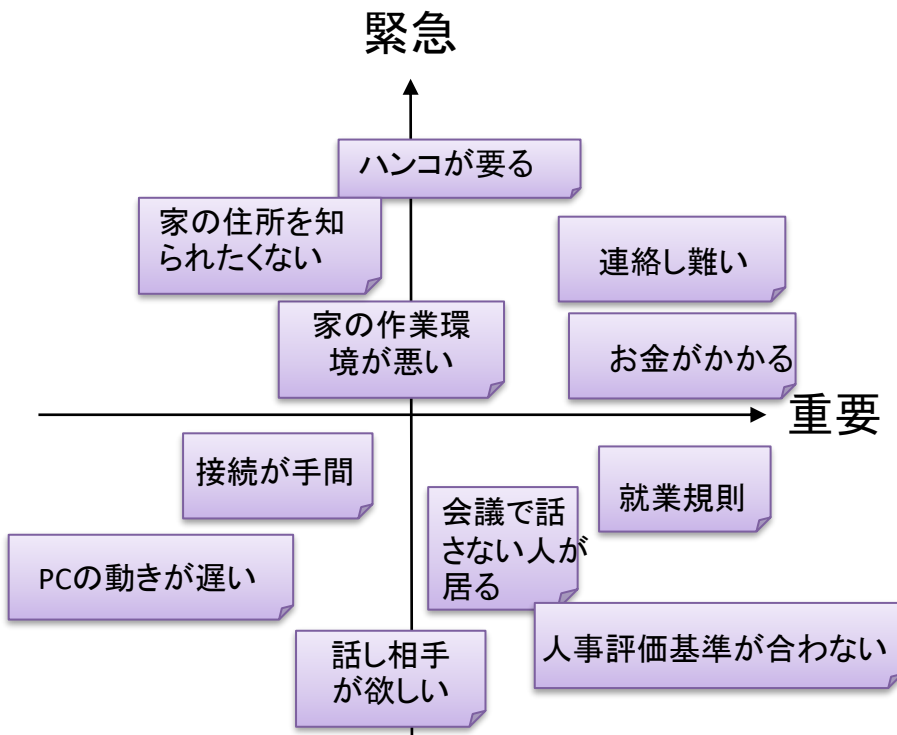 緊急
ハンコが要る
家の住所を知
られたくない
連絡し難い
家の作業環
境が悪い
お金がかかる
重要
接続が手間
就業規則
会議で話
さない人が
居る
PCの動きが遅い
人事評価基準が合わない
話し相手
が欲しい